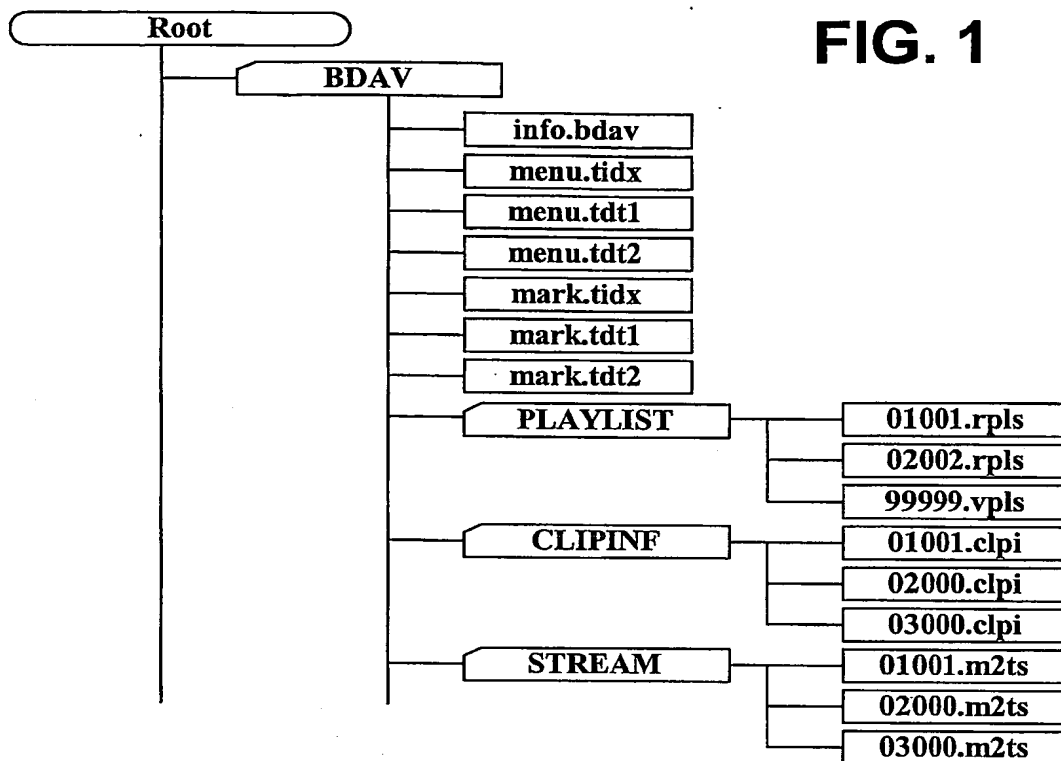 Root
FIG. 1
BDAV
info.bdav
menu.tidx
menu.tdt1
menu.tdt2
mark.tidx
mark.tdt1
mark.tdt2
PLAYLIST
01001.rpls
02002.rpls
99999.vpls
CLIPINF
01001.clpi
02000.clpi
03000.clpi
STREAM
01001.m2ts
02000.m2ts
03000.m2ts